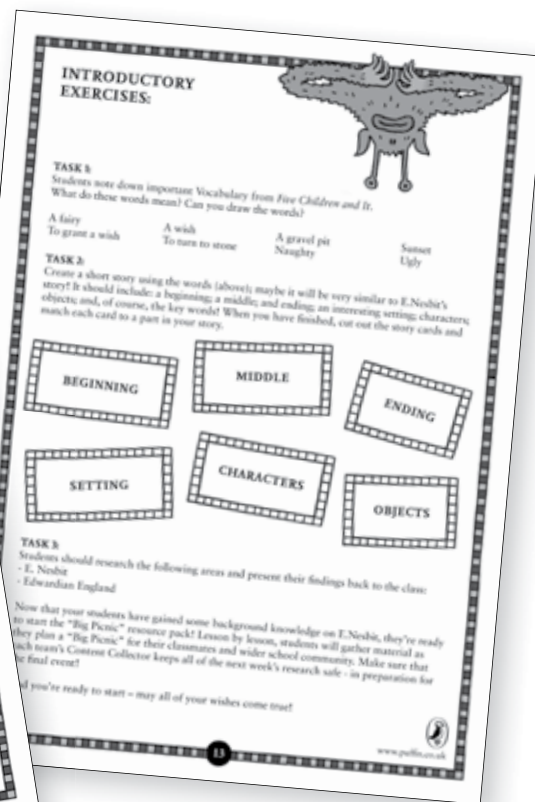 INTRODUCTORY
EXERCISES:
TASK 1:
Students note down important Vocabulary from Five Children and It.
What do these words mean? Can you draw the words?
A fairy
To grant a wish
A wish
To turn to stone
A gravel pit
Naughty
Sunset
Ugly
TASK 2:
Create a short story using the words (above); maybe it will be very similar to E.Nesbit's
story! It should include: a beginning; a middle; and ending; an interesting setting; characters;
objects; and, of course, the key words! When you have finished, cut out the story cards and
match each card to a part in your story.
BEGINNING
MIDDLE
ENDING
SETTING
CHARACTERS
OBJECTS
TASK 3:
Students should research the following areas and present their findings back to the class:
- E. Nesbit
- Edwardian England
Now that your students have gained some background knowledge on E.Nesbit, they're ready
to start the "Big Picnic" resource pack! Lesson by lesson, students will gather material as
they plan a "Big Picnic" for their classmates and wider school community. Make sure that
each team's Content Collector keeps all of the next week's research safe - in preparation for
he final event!
d you're ready to start – may all of your wishes come true!
13
www.puffin.co.uk